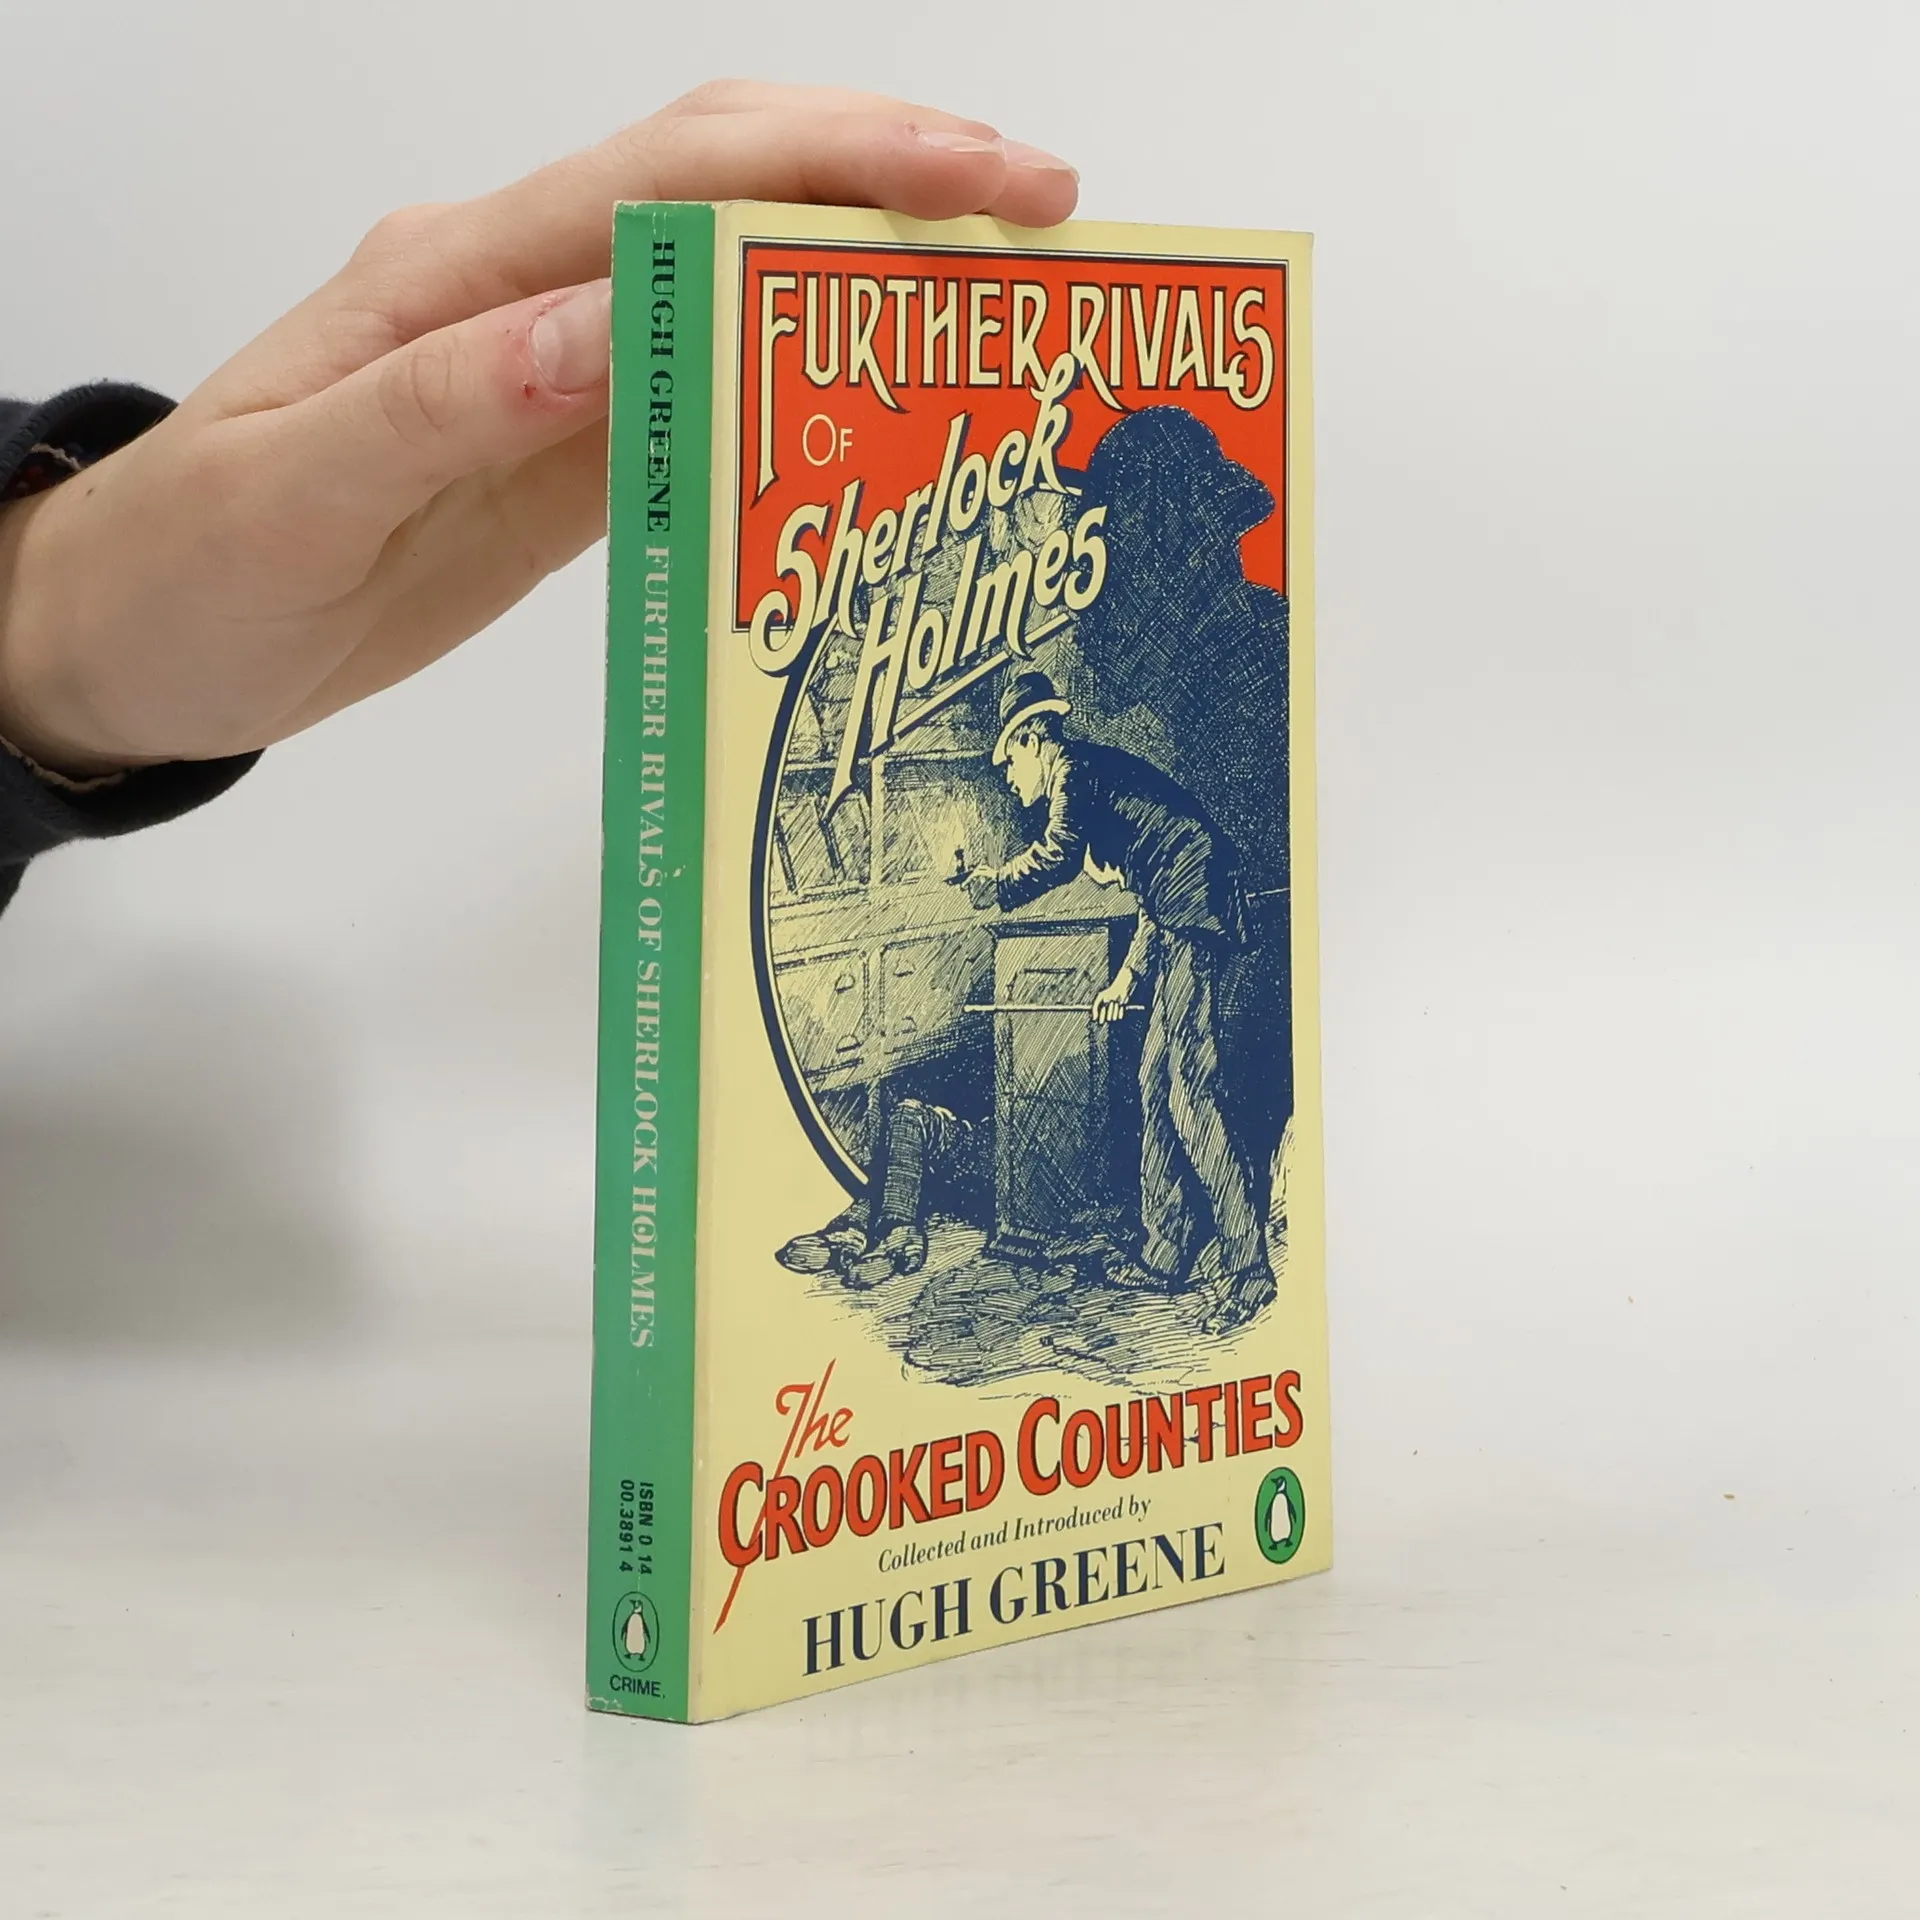 HUGH GREENE FURTHER RIVALS OF SHERLOCK HOLMES
ISBN 0 14
00.3891 4
CRIME.
FURTHER RIVALS
OF
Sherlock
Holmes
The
CROOKED COUNTIES
Collected and Introduced by
HUGH GREENE